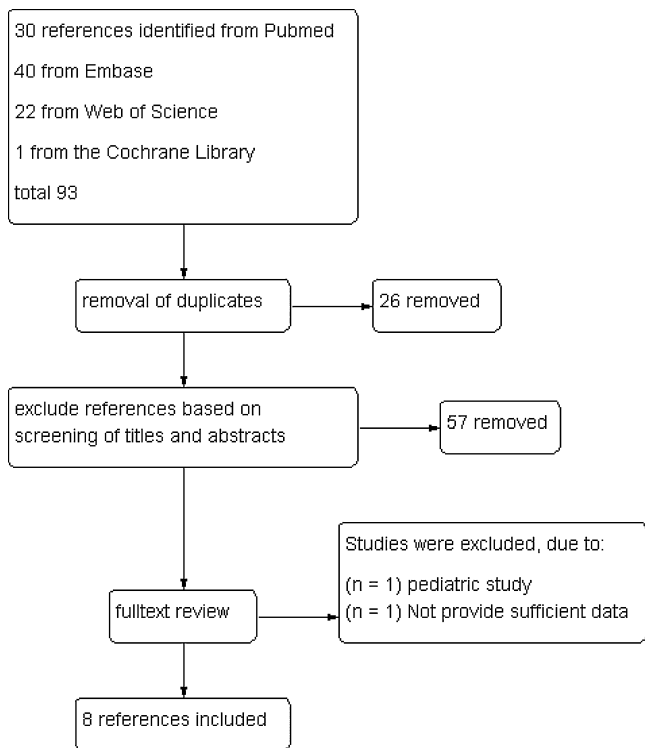 30 references identified from Pubmed
40 from Embase
22 from Web of Science
1 from the Cochrane Library
total 93
removal of duplicates
26 removed
exclude references based on
screening of titles and abstracts
57 removed
Studies were excluded, due to:
(n = 1) pediatric study
(n = 1) Not provide sufficient data
fulltext review
8 references included